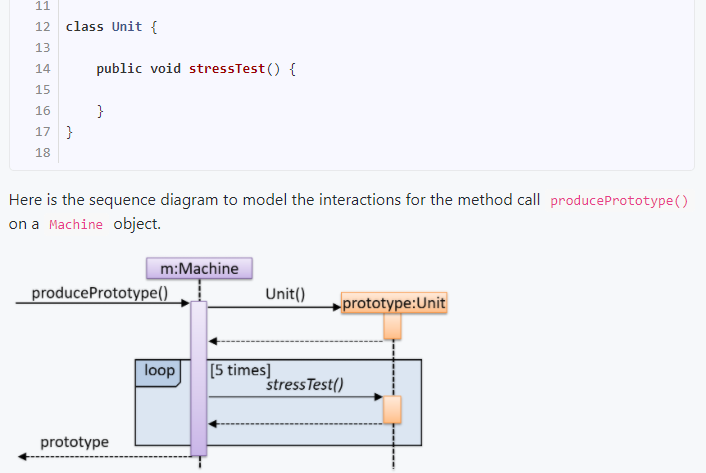 11
12 class Unit {
13
14 public void stressTest() {
15
16 }
17 }
18
Here is the sequence diagram to model the interactions for the method call producePrototype()
on a Machine object.
m:Machine
producePrototype()
Unit()
prototype:Unit
loop
[5 times]
stressTest()
prototype